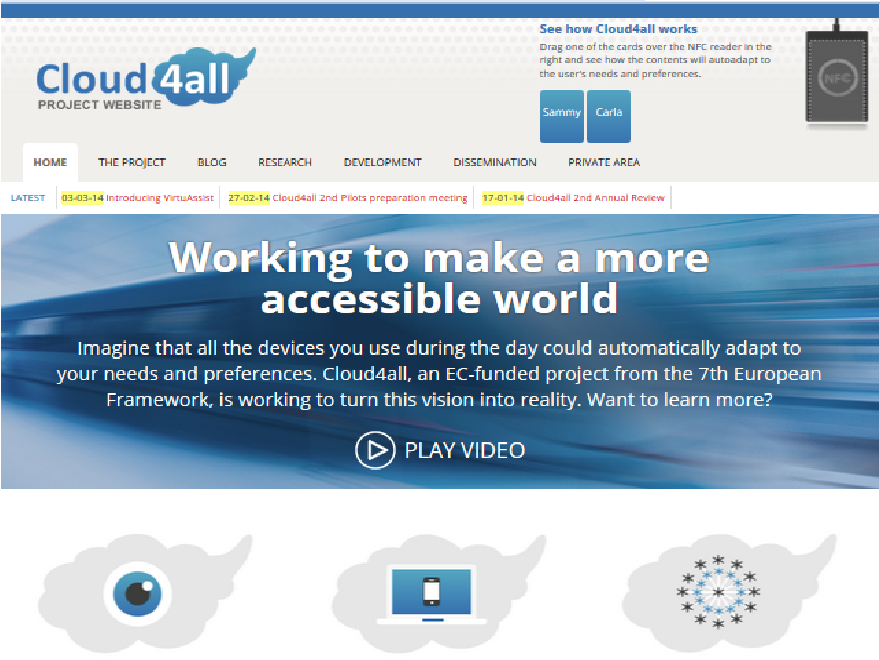 See how Cloud4all works
Drag one of the cards over the NFC reader in the
right and see how the contents will autoadapt to
the user's needs and preferences.
Cloud4all
PROJECT WEBSITE
Sammy
Carla
NFC
HOME THE PROJECT BLOG RESEARCH DEVELOPMENT DISSEMINATION PRIVATE AREA
LATEST 03-03-14 Introducing VirtuAssist 27-02-14 Cloud4all 2nd Pilots preparation meeting 17-01-14 Cloud4all 2nd Annual Review
Working to make a more
accessible world
Imagine that all the devices you use during the day could automatically adapt to
your needs and preferences. Cloud4all, an EC-funded project from the 7th European
Framework, is working to turn this vision into reality. Want to learn more?
PLAY VIDEO